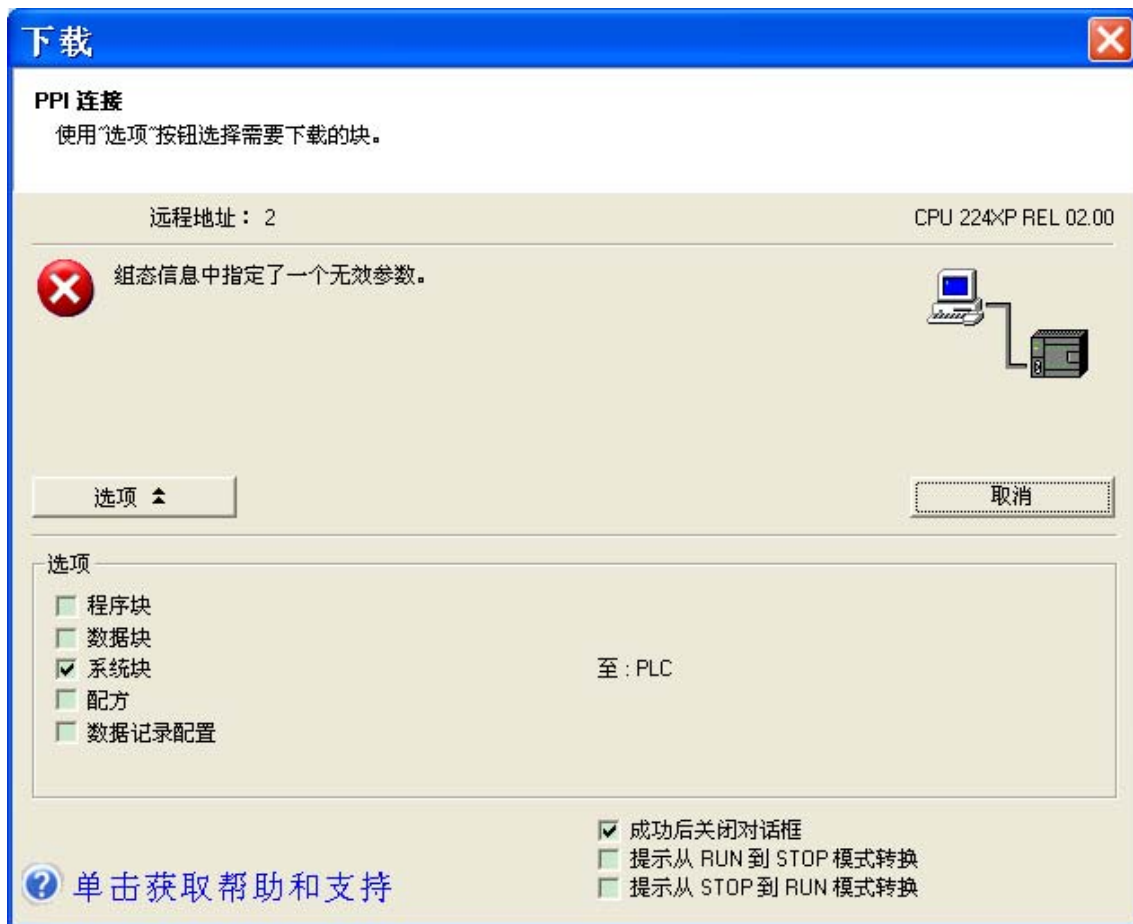 下载
PPI 连接
使用"选项"按钮选择需要下载的块。
远程地址： 2
CPU 224XP REL 02.00
组态信息中指定了一个无效参数。
选项
取消
选项
程序块
数据块
系统块
至 : PLC
配方
数据记录配置
成功后关闭对话框
提示从 RUN 到 STOP 模式转换
提示从 STOP 到 RUN 模式转换
单击获取帮助和支持